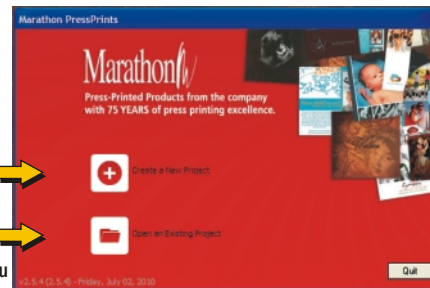 Marathon PressPrints
Marathon
Press-Printed Products from the company
with 75 YEARS of press printing excellence.
Create a New Project
Open an Existing Project
u
Quit
v2.5.4 (2.5.4) - Friday, July 02, 2010